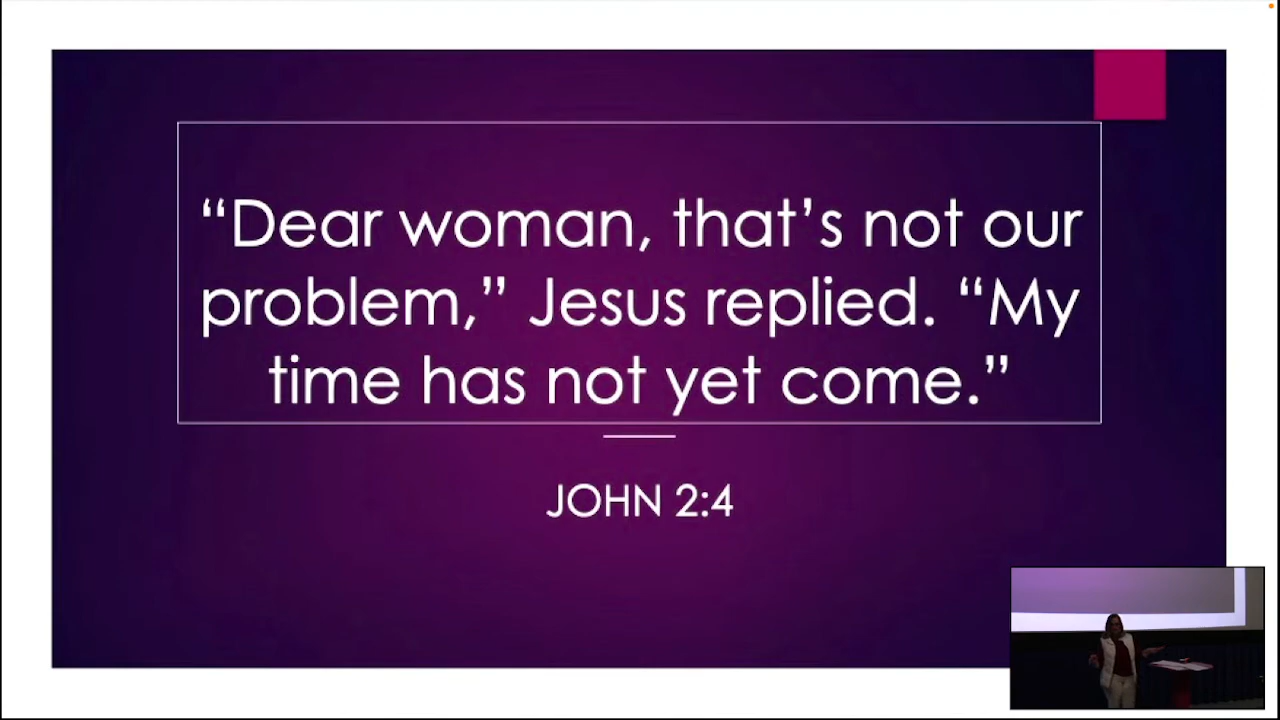 “Dear woman, that’s not our
problem,” Jesus replied. “My
time has not yet come.”
JOHN 2:4